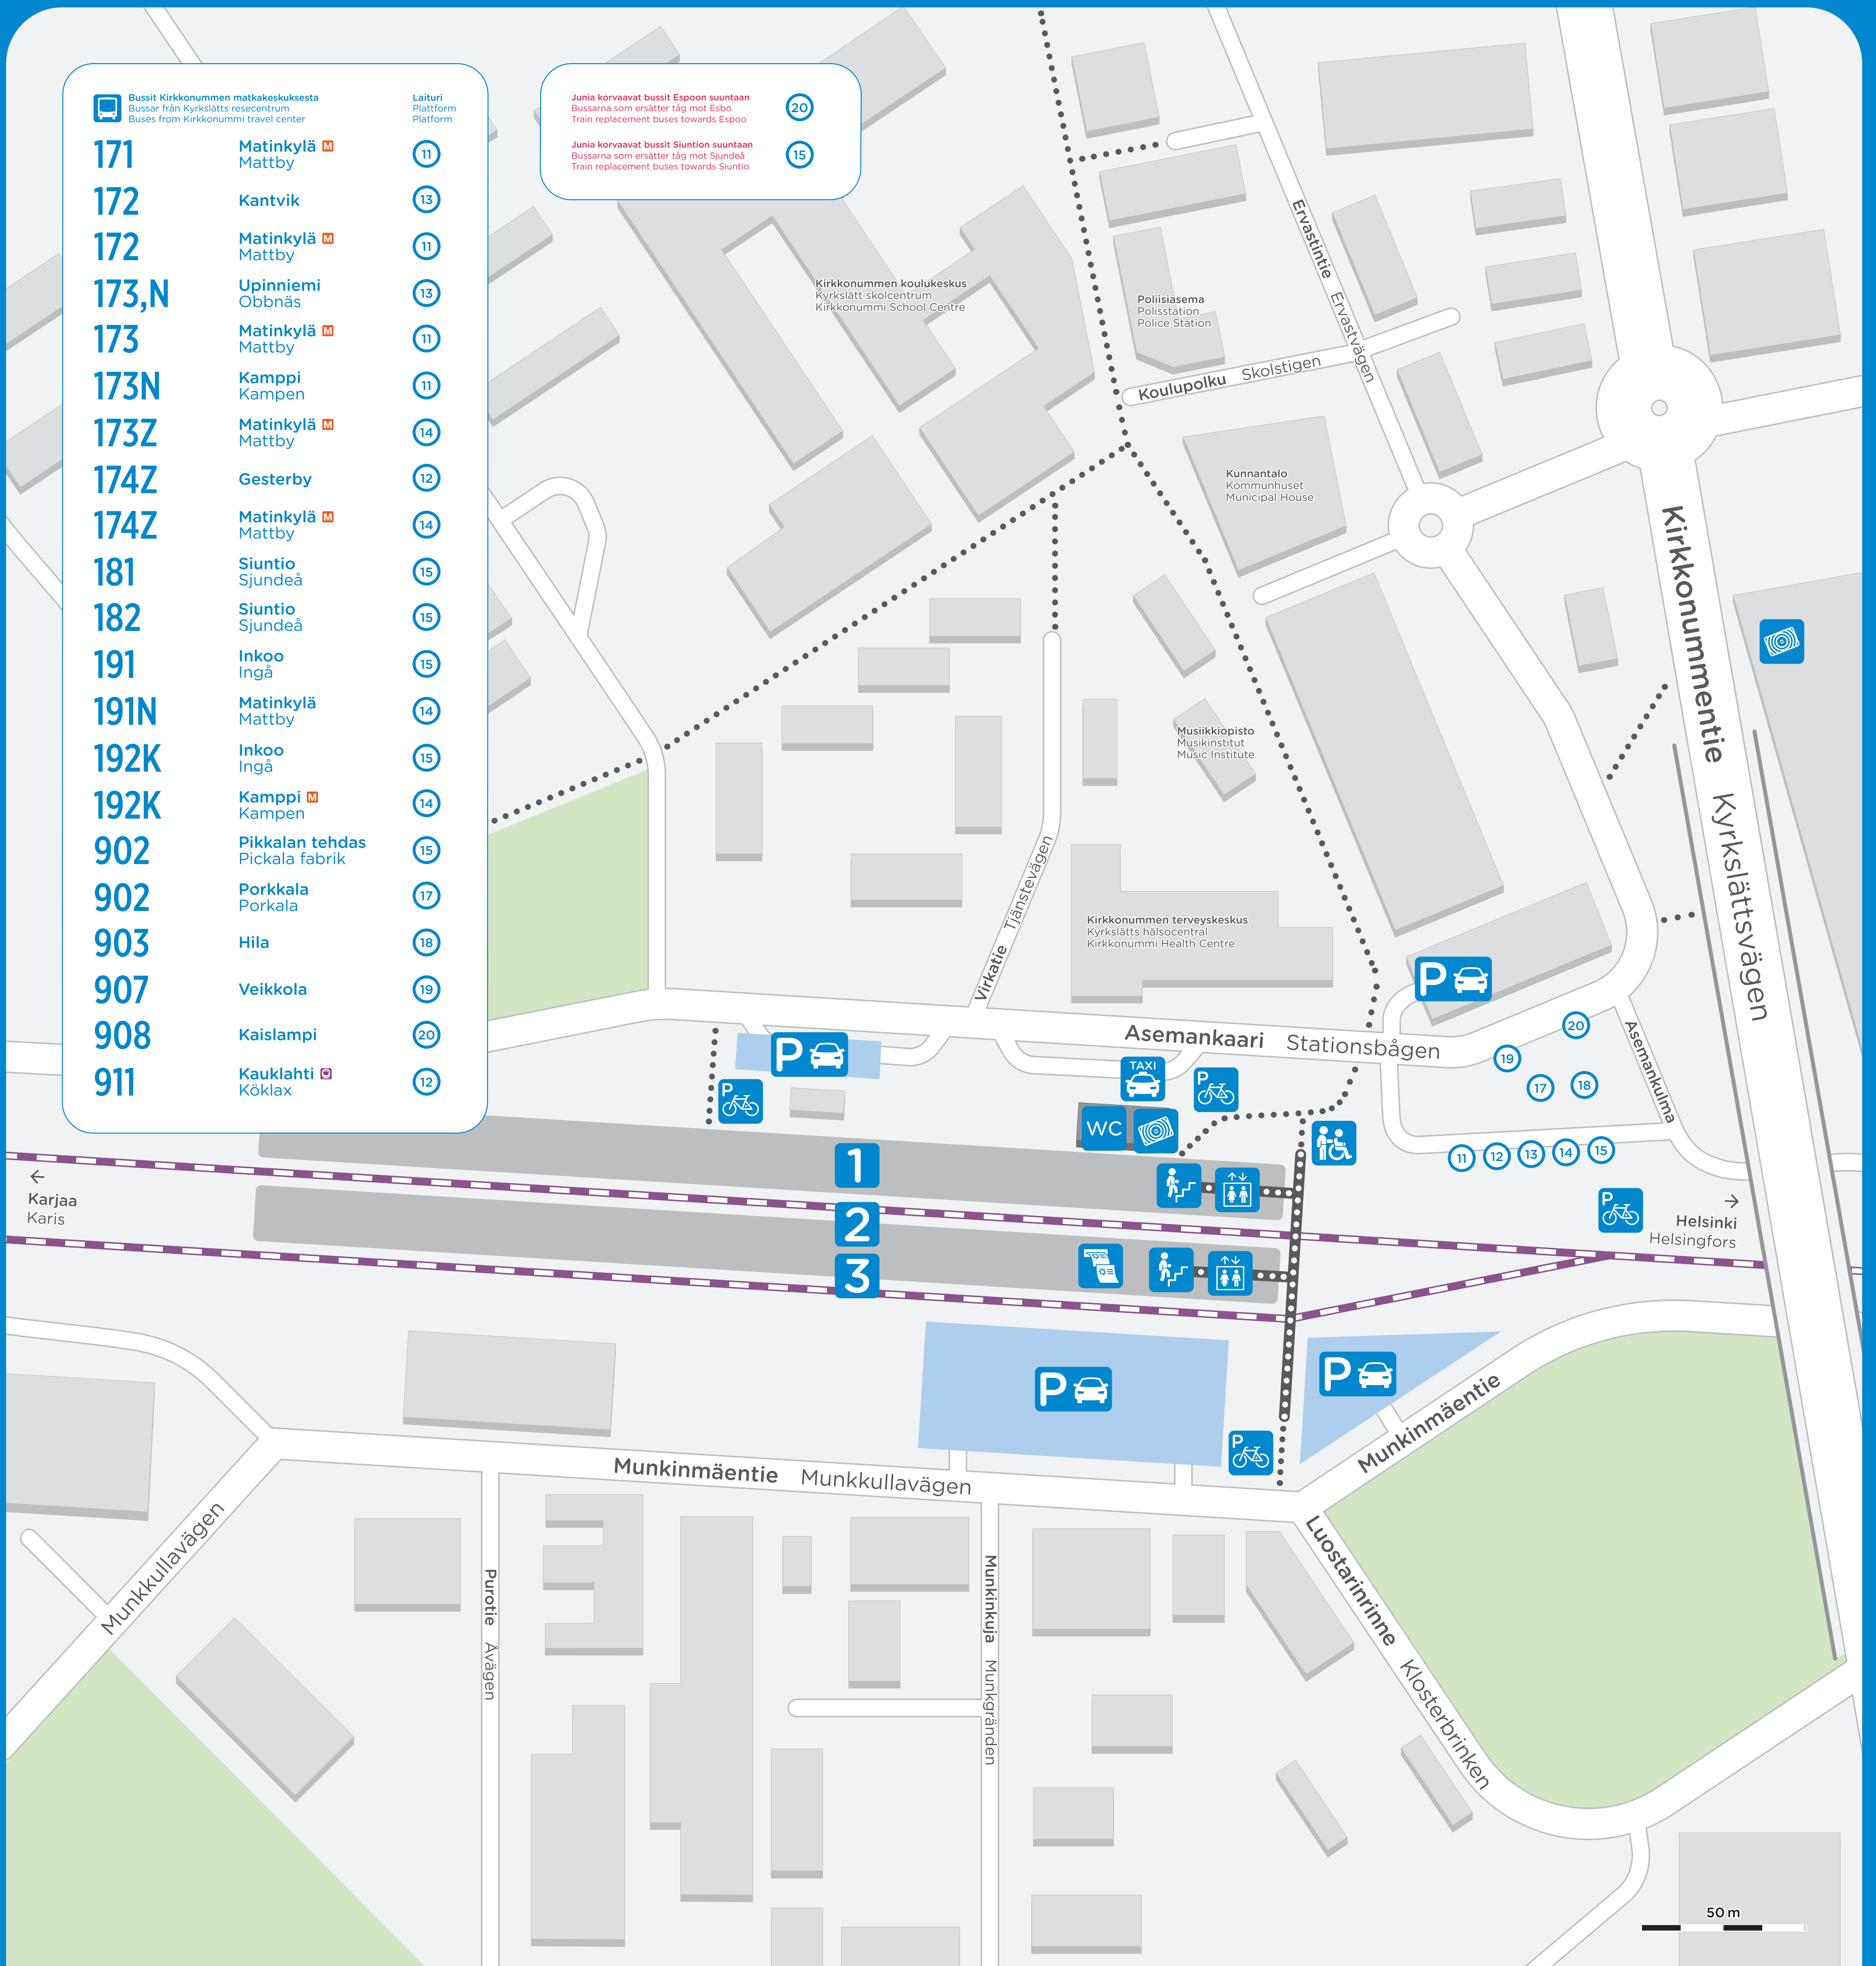 Bussit Kirkkonummen matkakeskuksesta
Bussar från Kyrkslätts resecentrum
Buses from Kirkkonummi travel center
Laituri
Plattform
Platform
171 Matinkylä M 11
Mattby
172 Kantvik 13
172 Matinkylä M 11
Mattby
173,N Upinniemi 13
Obbnäs
173 Matinkylä M 11
Mattby
173N Kamppi 11
Kampen
173Z Matinkylä M 14
Mattby
174Z Gesterby 12
174Z Matinkylä M 14
Mattby
181 Siuntio 15
Sjundeå
182 Siuntio 15
Sjundeå
191 Inkoo 15
Ingå
191N Matinkylä 14
Mattby
192K Inkoo 15
Ingå
192K Kamppi M 14
Kampen
902 Pikkalan tehdas 15
Pickala fabrik
902 Porkkala 17
Porkala
903 Hila 18
907 Veikkola 19
908 Kaislampi 20
911 Kauklahti 12
Köklax
Junia korvaavat bussit Espoon suuntaan 20
Bussarna som ersätter tåg mot Esbo
Train replacement buses towards Espoo
Junia korvaavat bussit Siuntion suuntaan 15
Bussarna som ersätter tåg mot Sjundeå
Train replacement buses towards Siuntio
Kirkkonummen koulukeskus
Kyrkslätt skolcentrum
Kirkkonummi School Centre
Poliisiasema
Polisstation
Police Station
Ervastintie Ervastvägen
Koulupolku Skolstigen
Kunnantalo
Kommunhuset
Municipal House
Kirkkonummentie Kyrkslättsvägen
Musiikkiopisto
Musikinstitut
Music Institute
Virkatie Tjänstevägen
Kirkkonummen terveyskeskus
Kyrkslätts hälsocentral
Kirkkonummi Health Centre
P
Asemankaari Stationsbågen
Asemankulma
20
19
17
18
P
P
TAXI
P
WC
11
12
13
14
15
1
2
3
← Karjaa
Karis
P
→ Helsinki
Helsingfors
P
P
P
Munkinmäentie
Munkinmäentie Munkkullavägen
Munkkullavägen
Purotie Åvägen
Munkinkuja Munkgränden
Luostarinrinne Klosterbrinken
50 m